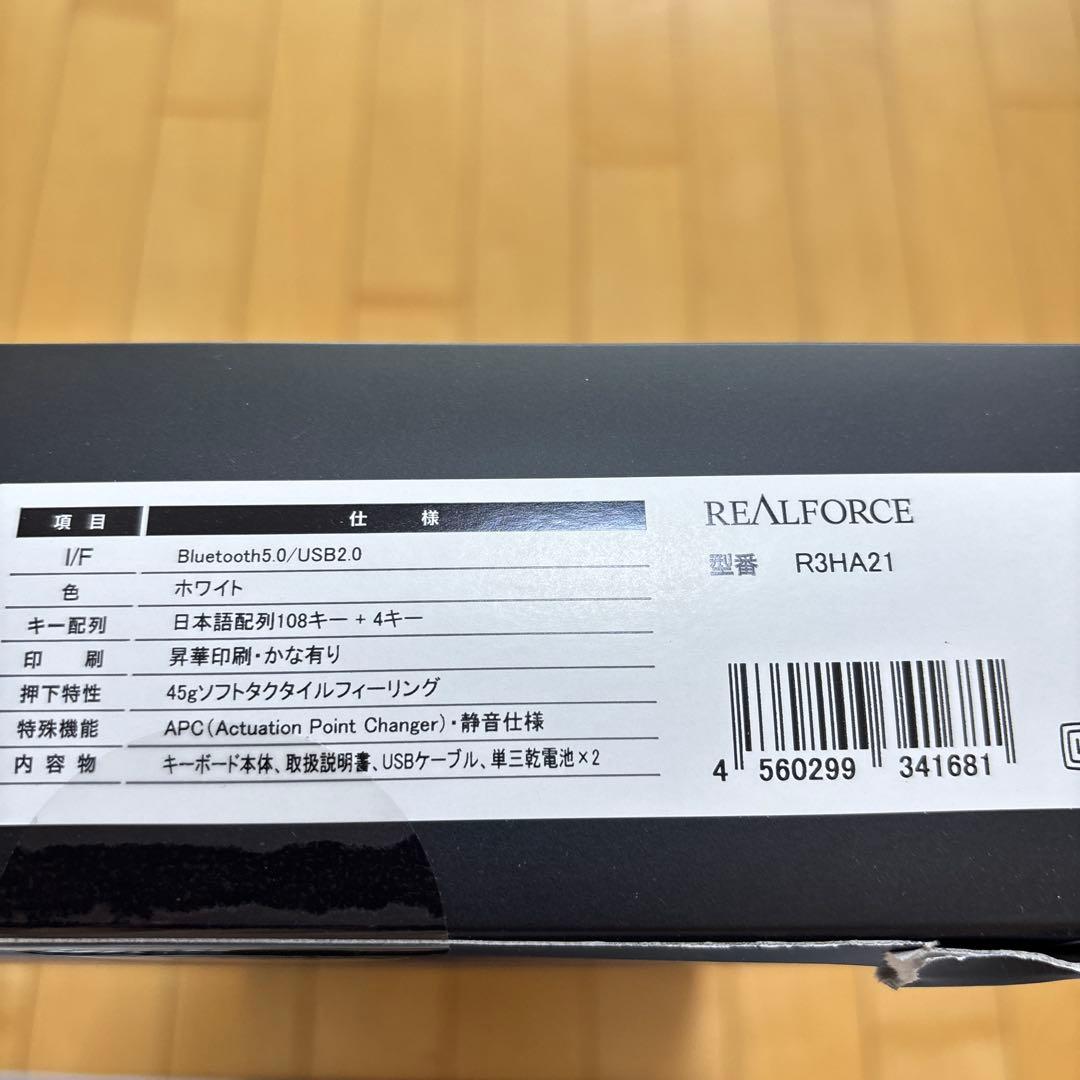 項目 仕様
I/F Bluetooth5.0/USB2.0
色 ホワイト
キー配列 日本語配列108キー + 4キー
印刷 昇華印刷・かな有り
押下特性 45gソフトタクタイルフィーリング
特殊機能 APC(Actuation Point Changer)・静音仕様
内容物 キーボード本体、取扱説明書、USBケーブル、単三乾電池×2
REALFORCE
型番 R3HA21
4 560299 341681